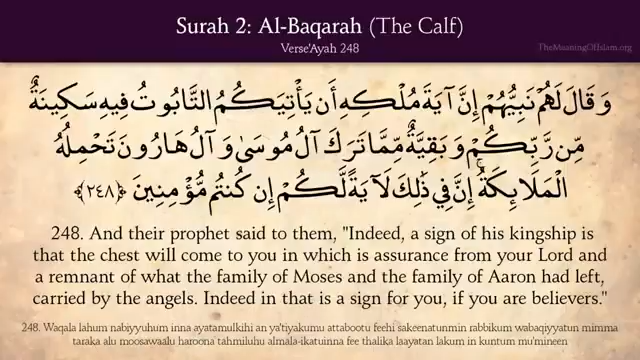 Surah 2: Al-Baqarah (The Calf)
Verse'Ayah 248
TheMeaningOfIslam.org
وَقَالَ لَهُمْ نَبِيُّهُمْ إِنَّ آيَةَ مُلْكِهِ أَن يَأْتِيَكُمُ التَّابُوتُ فِيهِ سَكِينَةٌ
مِّن رَّبِّكُمْ وَبَقِيَّةٌ مِّمَّا تَرَكَ آلُ مُوسَىٰ وَآلُ هَارُونَ تَحْمِلُهُ
الْمَلَائِكَةُ ۚ إِنَّ فِي ذَٰلِكَ لَآيَةً لَّكُمْ إِن كُنتُم مُّؤْمِنِينَ ﴿٢٤٨﴾
248. And their prophet said to them, "Indeed, a sign of his kingship is
that the chest will come to you in which is assurance from your Lord and
a remnant of what the family of Moses and the family of Aaron had left,
carried by the angels. Indeed in that is a sign for you, if you are believers."
248. Waqala lahum nabiyyuhum inna ayatamulkihi an ya'tiyakumu attabootu feehi sakeenatunmin rabbikum wabaqiyyatun mimma
taraka alu moosawaalu haroona tahmiluhu almala-ikatuinna fee thalika laayatan lakum in kuntum mu'mineen